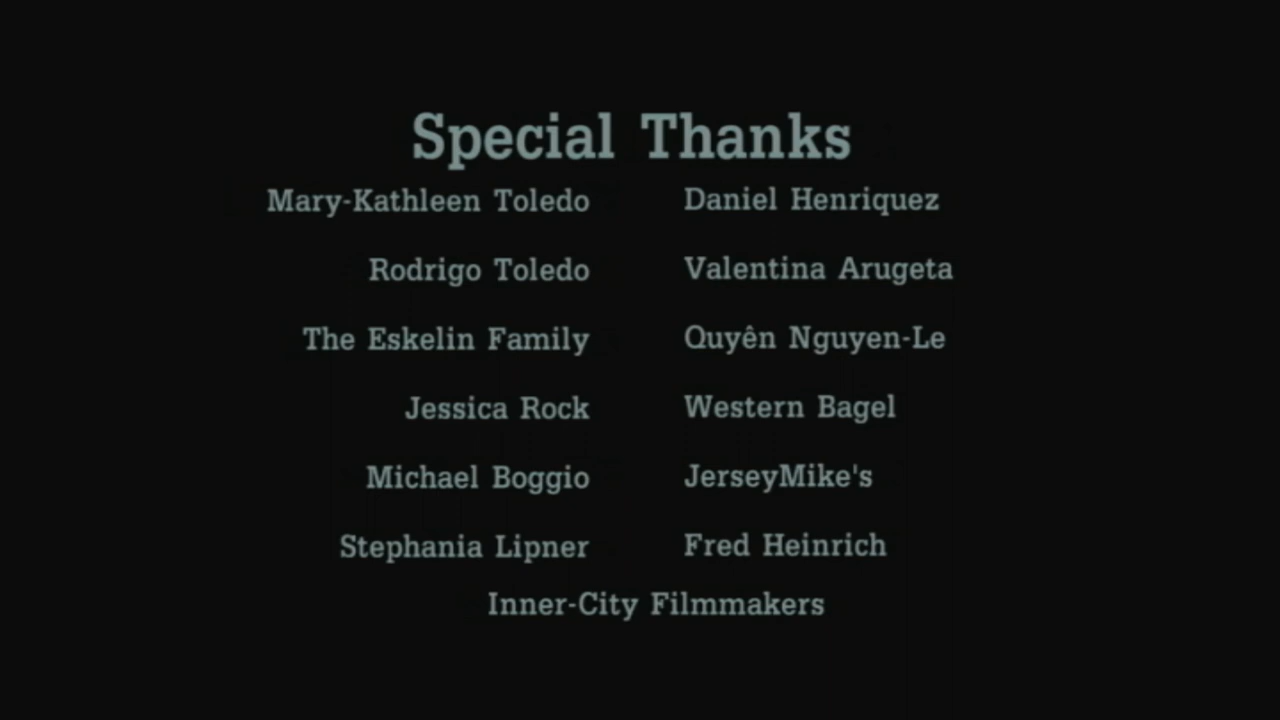 Special Thanks
Mary-Kathleen Toledo Daniel Henriquez
Rodrigo Toledo Valentina Arugeta
The Eskelin Family Quyên Nguyen-Le
Jessica Rock Western Bagel
Michael Boggio JerseyMike's
Stephania Lipner Fred Heinrich
Inner-City Filmmakers